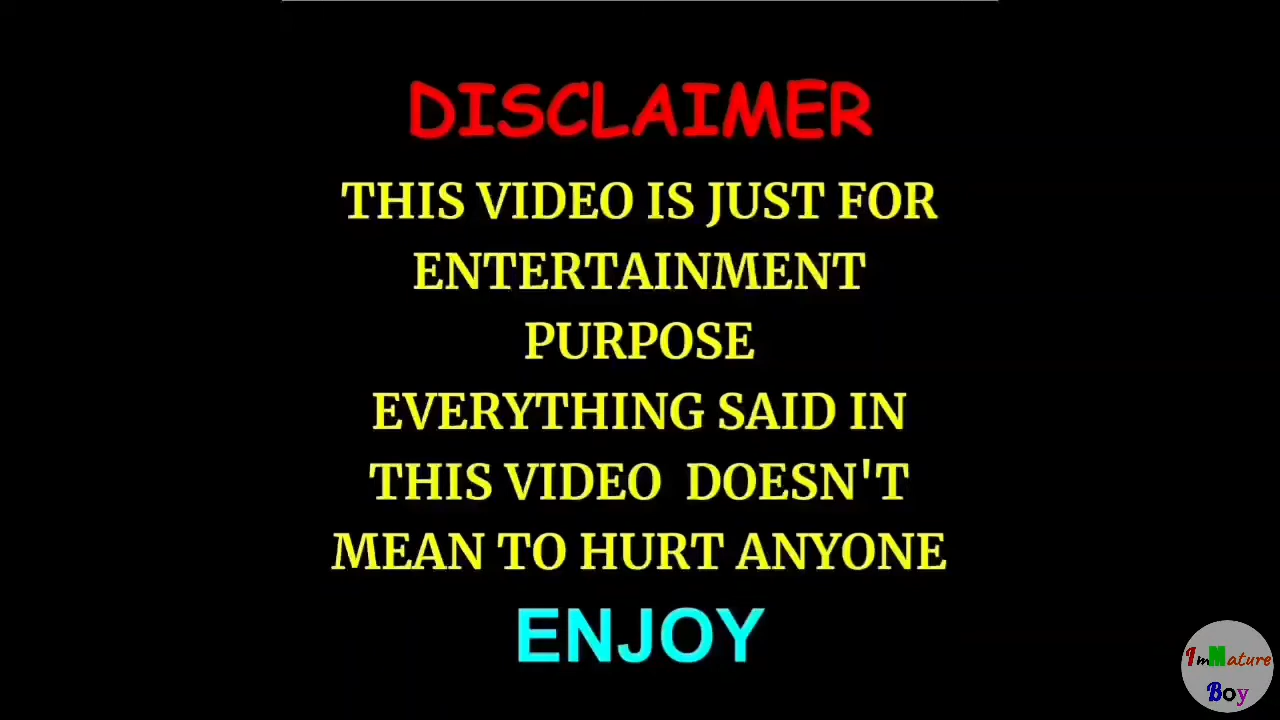 DISCLAIMER
THIS VIDEO IS JUST FOR
ENTERTAINMENT
PURPOSE
EVERYTHING SAID IN
THIS VIDEO DOESN'T
MEAN TO HURT ANYONE
ENJOY
ImMature
Boy